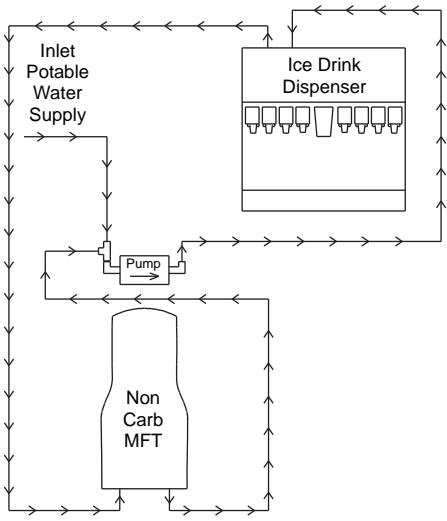 Inlet
Potable
Water
Supply
Ice Drink
Dispenser
Pump
Non
Carb
MFT